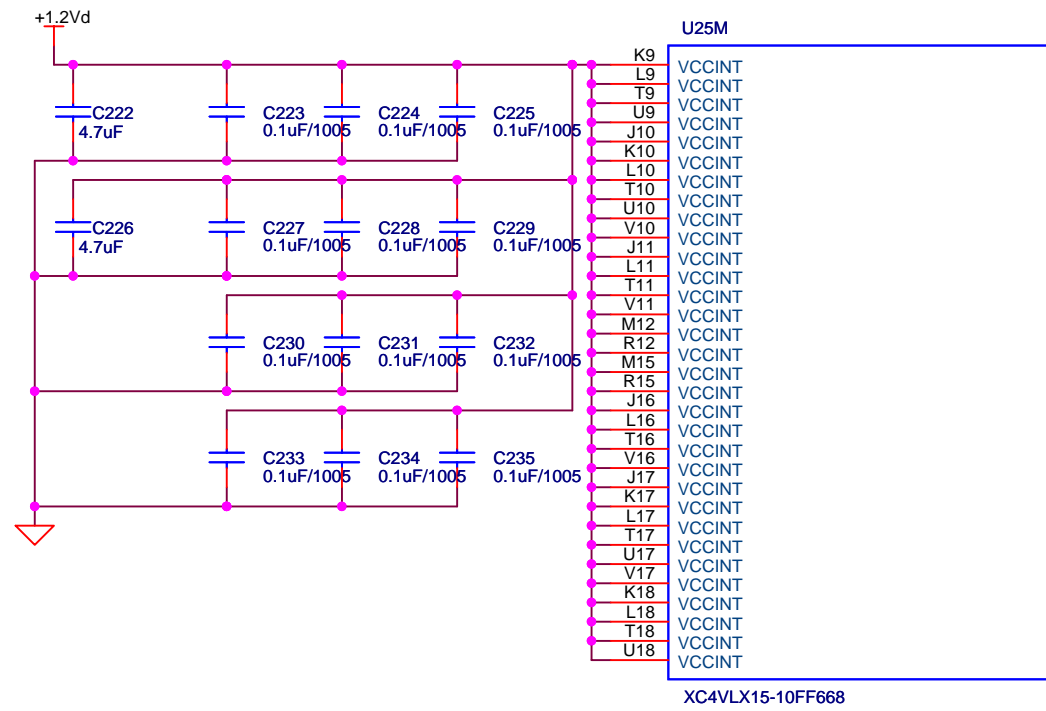 +1.2Vd
U25M
C222
4.7uF
C223
0.1uF/1005
C224
0.1uF/1005
C225
0.1uF/1005
C226
4.7uF
C227
0.1uF/1005
C228
0.1uF/1005
C229
0.1uF/1005
C230
0.1uF/1005
C231
0.1uF/1005
C232
0.1uF/1005
C233
0.1uF/1005
C234
0.1uF/1005
C235
0.1uF/1005
K9 VCCINT
L9 VCCINT
T9 VCCINT
U9 VCCINT
J10 VCCINT
K10 VCCINT
L10 VCCINT
T10 VCCINT
U10 VCCINT
V10 VCCINT
J11 VCCINT
L11 VCCINT
T11 VCCINT
V11 VCCINT
M12 VCCINT
R12 VCCINT
M15 VCCINT
R15 VCCINT
J16 VCCINT
L16 VCCINT
T16 VCCINT
V16 VCCINT
J17 VCCINT
K17 VCCINT
L17 VCCINT
T17 VCCINT
U17 VCCINT
V17 VCCINT
K18 VCCINT
L18 VCCINT
T18 VCCINT
U18 VCCINT
XC4VLX15-10FF668